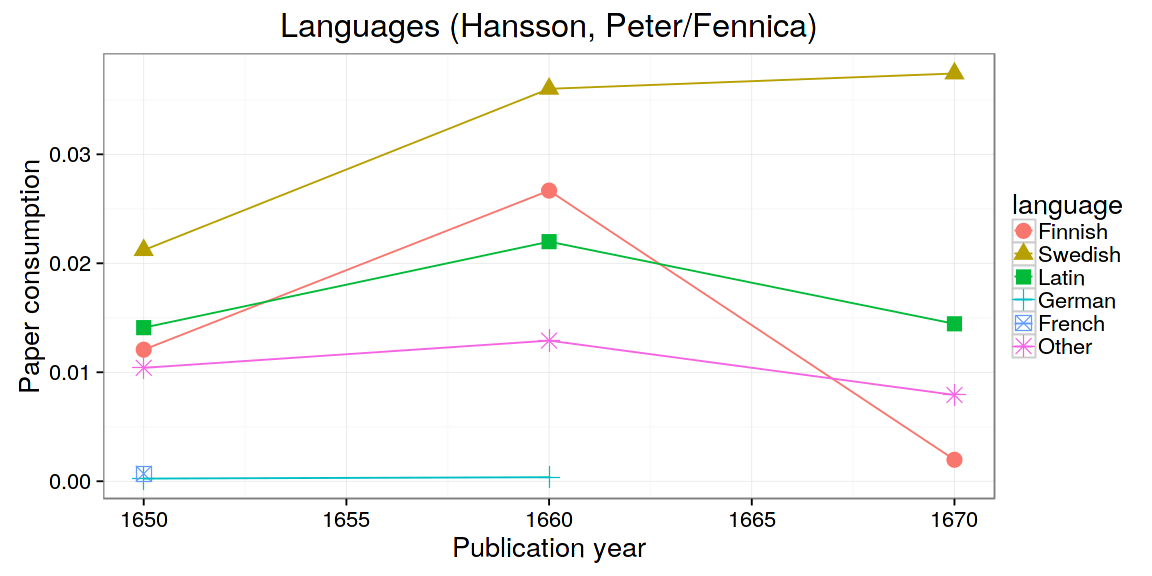 Languages (Hansson, Peter/Fennica)
Paper consumption
0.03
0.02
0.01
0.00
1650 1655 1660 1665 1670
Publication year
language
Finnish
Swedish
Latin
German
French
Other